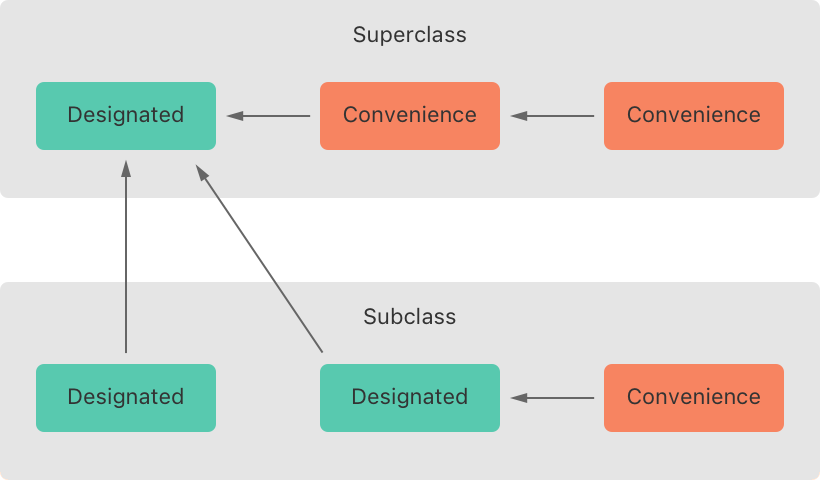 Superclass
Designated
Convenience
Convenience
Subclass
Designated
Designated
Convenience